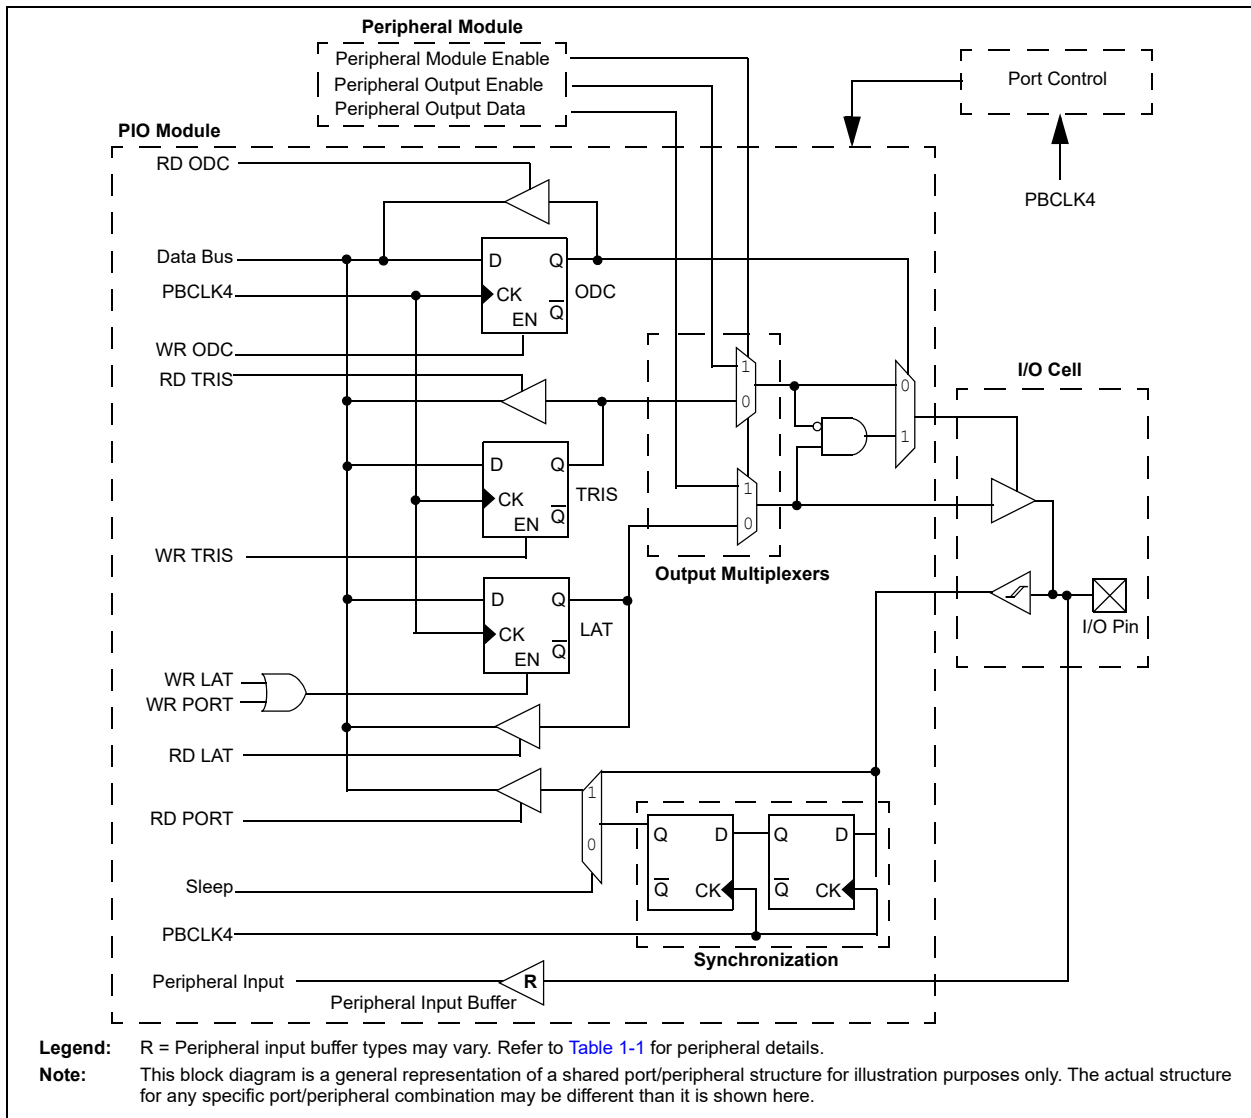 Peripheral Module
Peripheral Module Enable
Peripheral Output Enable
Peripheral Output Data
Port Control
PBCLK4
PIO Module
RD ODC
Data Bus
D
Q
PBCLK4
CK
Q
ODC
EN
WR ODC
RD TRIS
1
0
0
1
I/O Cell
D
Q
CK
Q
TRIS
EN
1
0
WR TRIS
Output Multiplexers
D
Q
CK
Q
LAT
EN
I/O Pin
WR LAT
WR PORT
RD LAT
RD PORT
1
0
Q
D
Q
CK
Q
D
Q
CK
Sleep
PBCLK4
Synchronization
Peripheral Input
R
Peripheral Input Buffer
Legend: R = Peripheral input buffer types may vary. Refer to Table 1-1 for peripheral details.
Note: This block diagram is a general representation of a shared port/peripheral structure for illustration purposes only. The actual structure
for any specific port/peripheral combination may be different than it is shown here.